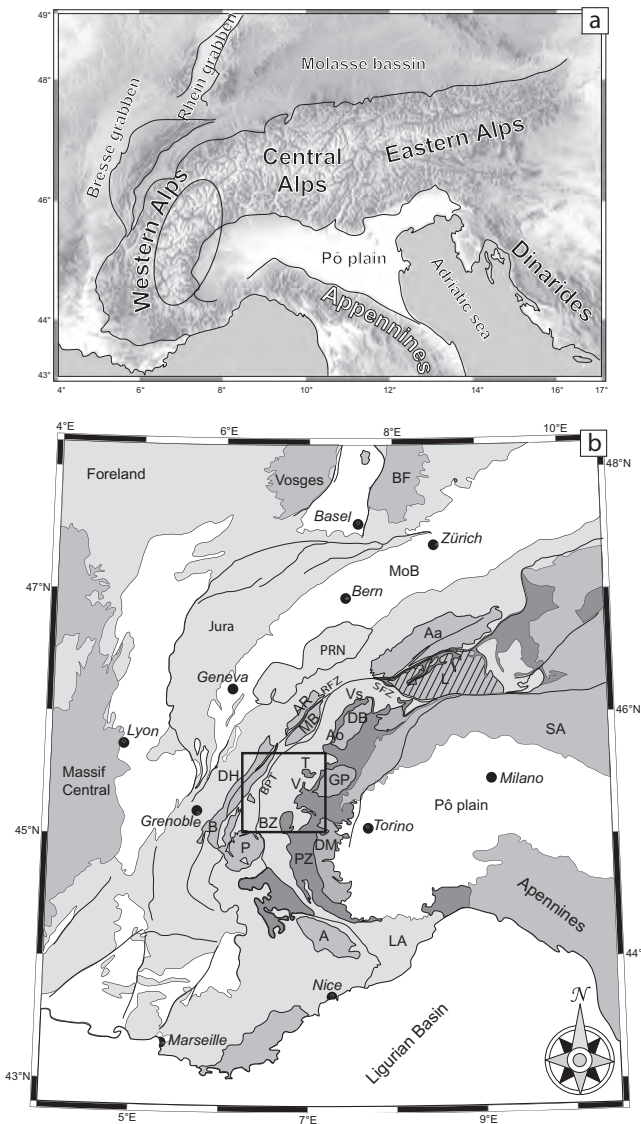 a
49°
48°
46°
44°
43°
4°
6°
8°
10°
12°
14°
16°
17°
Bresse grabben
Rhein grabben
Molasse bassin
Western Alps
Central
Alps
Eastern Alps
Pô plain
Appennines
Adriatic sea
Dinarides
b
4°E
6°E
8°E
10°E
48°N
Foreland
Vosges
BF
Basel
Zürich
MoB
47°N
Bern
Jura
PRN
Aa
L
Geneva
RFZ
SFZ
Vs
AR
MB
DB
Ao
46°N
SA
Lyon
DH
T
BPT
V
GP
Milano
Massif
Central
Pô plain
Grenoble
B
BZ
Torino
45°N
P
DM
PZ
Apennines
A
LA
44°
Nice
Marseille
Ligurian Basin
N
43°N
5°E
7°E
9°E